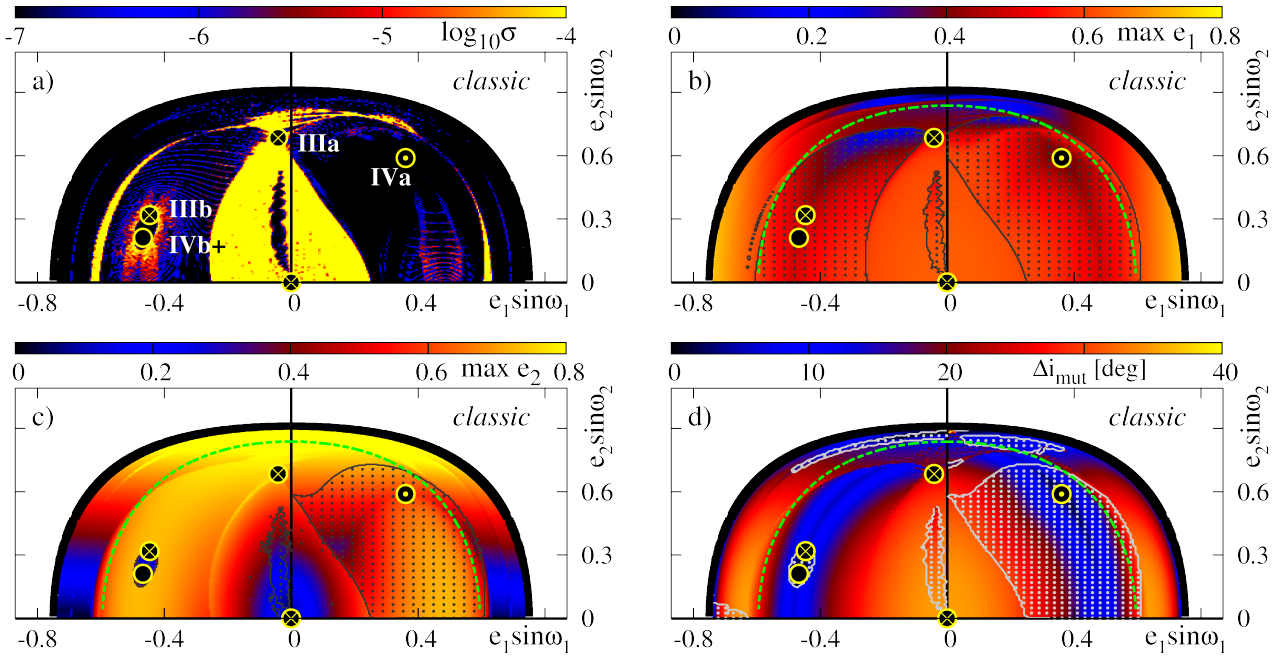 -7 -6 -5 log₁₀σ -4
a) classic
IIIa
IVa
IIIb
IVb+
0.6
0.3
0
e₂sinω₂
-0.8 -0.4 0 0.4 e₁sinω₁
0 0.2 0.4 0.6 max e₁ 0.8
b) classic
0.6
0.3
0
e₂sinω₂
-0.8 -0.4 0 0.4 e₁sinω₁
0 0.2 0.4 0.6 max e₂ 0.8
c) classic
0.6
0.3
0
e₂sinω₂
-0.8 -0.4 0 0.4 e₁sinω₁
0 10 20 Δi_mut [deg] 40
d) classic
0.6
0.3
0
e₂sinω₂
-0.8 -0.4 0 0.4 e₁sinω₁